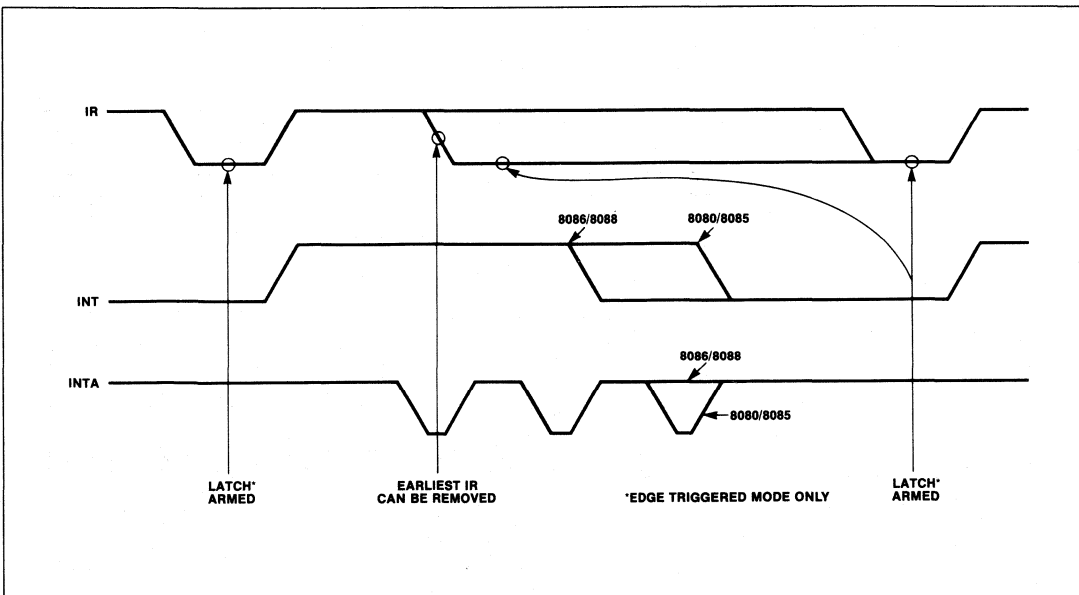 IR
8086/8088
8080/8085
INT
8086/8088
INTA
8080/8085
LATCH*
ARMED
EARLIEST IR
CAN BE REMOVED
*EDGE TRIGGERED MODE ONLY
LATCH*
ARMED